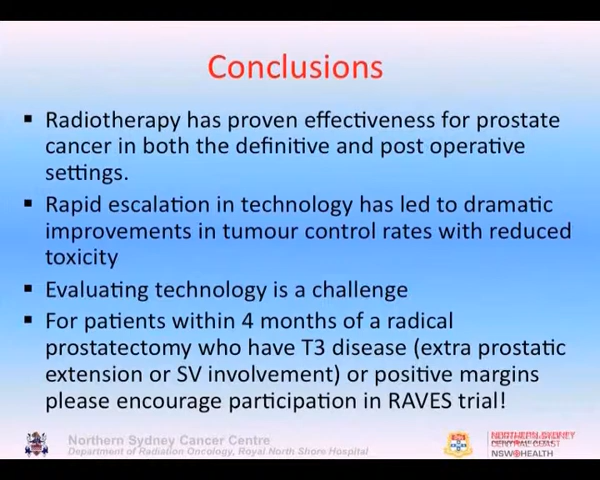 Conclusions
▪ Radiotherapy has proven effectiveness for prostate
cancer in both the definitive and post operative
settings.
▪ Rapid escalation in technology has led to dramatic
improvements in tumour control rates with reduced
toxicity
▪ Evaluating technology is a challenge
▪ For patients within 4 months of a radical
prostatectomy who have T3 disease (extra prostatic
extension or SV involvement) or positive margins
please encourage participation in RAVES trial!
Northern Sydney Cancer Centre
Department of Radiation Oncology, Royal North Shore Hospital
NORTHERN SYDNEY
CENTRAL COAST
NSW HEALTH